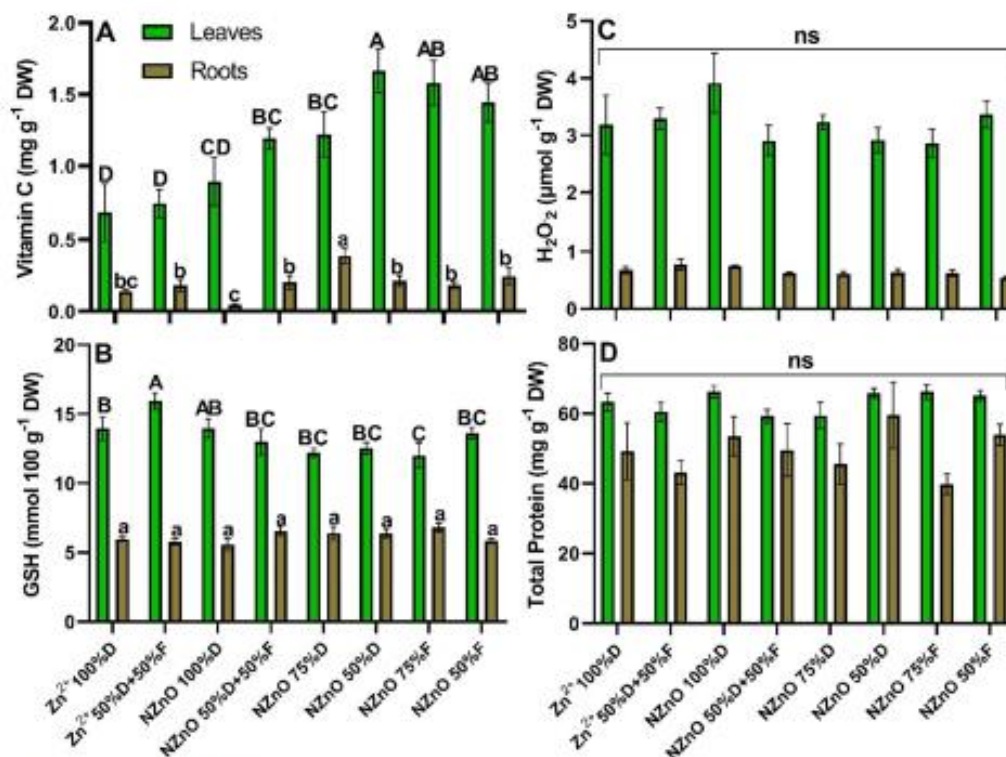 A
Leaves
Roots
Vitamin C (mg g⁻¹ DW)
2.0
1.5
1.0
0.5
0.0
D D CD BC BC A AB AB
bc b c b a b b b
B
GSH (mmol 100 g⁻¹ DW)
20
15
10
5
0
B A AB BC BC BC C BC
a a a a a a a a
Zn²⁺ 100%D
Zn²⁺ 50%D+50%F
NZnO 100%D
NZnO 50%D+50%F
NZnO 75%D
NZnO 50%D
NZnO 75%F
NZnO 50%F
C
ns
H₂O₂ (µmol g⁻¹ DW)
5
4
3
2
1
0
D
ns
Total Protein (mg g⁻¹ DW)
80
60
40
20
0
Zn²⁺ 100%D
Zn²⁺ 50%D+50%F
NZnO 100%D
NZnO 50%D+50%F
NZnO 75%D
NZnO 50%D
NZnO 75%F
NZnO 50%F